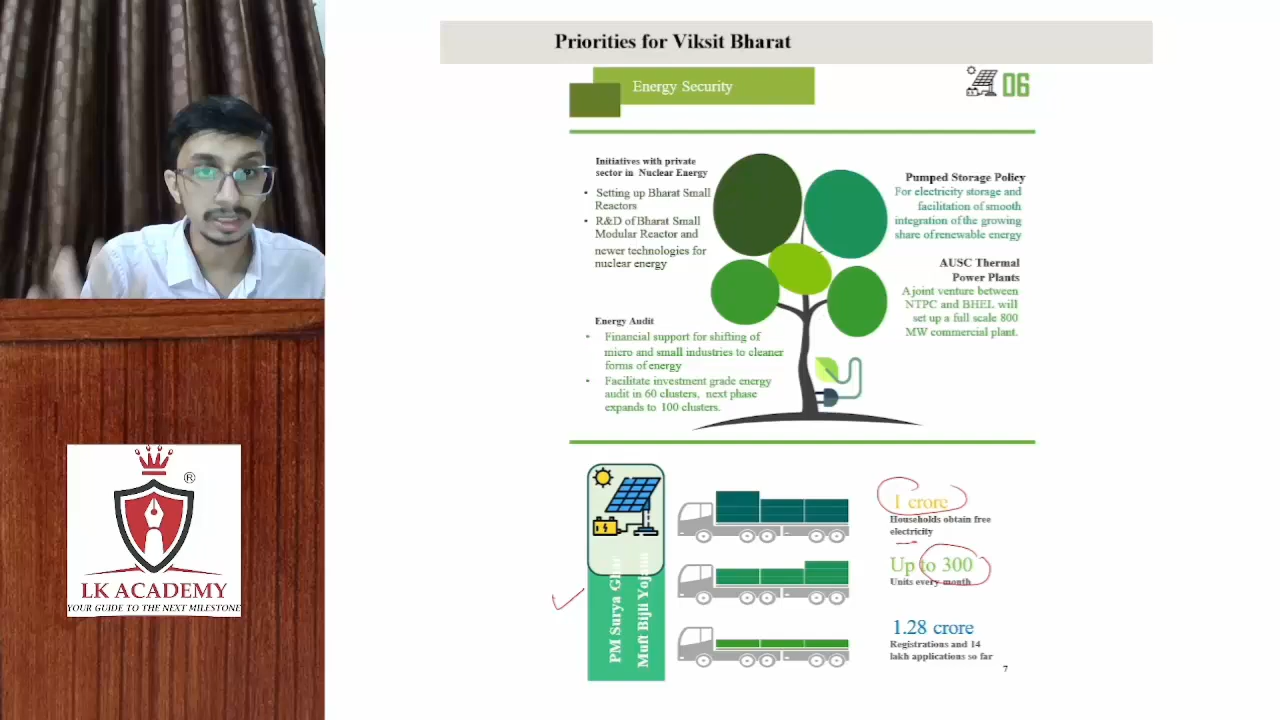 Priorities for Viksit Bharat
Energy Security
06
Initiatives with private
sector in Nuclear Energy
• Setting up Bharat Small
Reactors
• R&D of Bharat Small
Modular Reactor and
newer technologies for
nuclear energy
Pumped Storage Policy
For electricity storage and
facilitation of smooth
integration of the growing
share of renewable energy
AUSC Thermal
Power Plants
A joint venture between
NTPC and BHEL will
set up a full scale 800
MW commercial plant.
Energy Audit
• Financial support for shifting of
micro and small industries to cleaner
forms of energy
• Facilitate investment grade energy
audit in 60 clusters, next phase
expands to 100 clusters.
PM Surya Ghar
Muft Bijli Yojana
1 crore
Households obtain free
electricity
Up to 300
Units every month
1.28 crore
Registrations and 14
lakh applications so far
7
®
LK ACADEMY
YOUR GUIDE TO THE NEXT MILESTONE